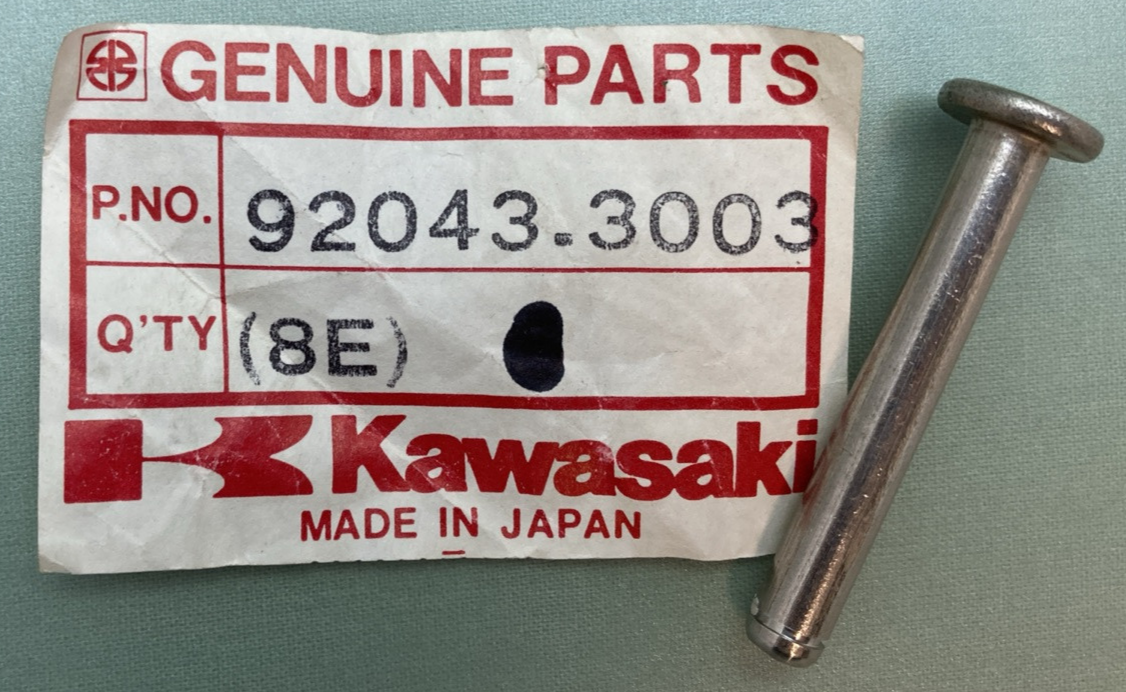 GENUINE PARTS
P.NO. 92043.3003
Q'TY (8E)
Kawasaki
MADE IN JAPAN